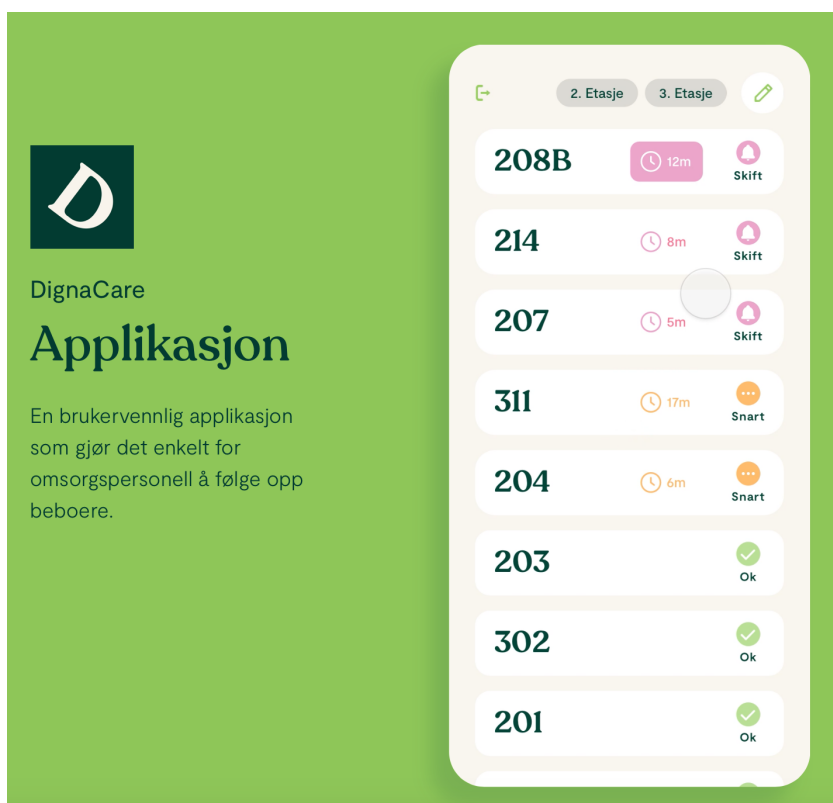 D
DignaCare
Applikasjon
En brukervennlig applikasjon
som gjør det enkelt for
omsorgspersonell å følge opp
beboere.
2. Etasje 3. Etasje
208B 12m Skift
214 8m Skift
207 5m Skift
311 17m Snart
204 6m Snart
203 Ok
302 Ok
201 Ok